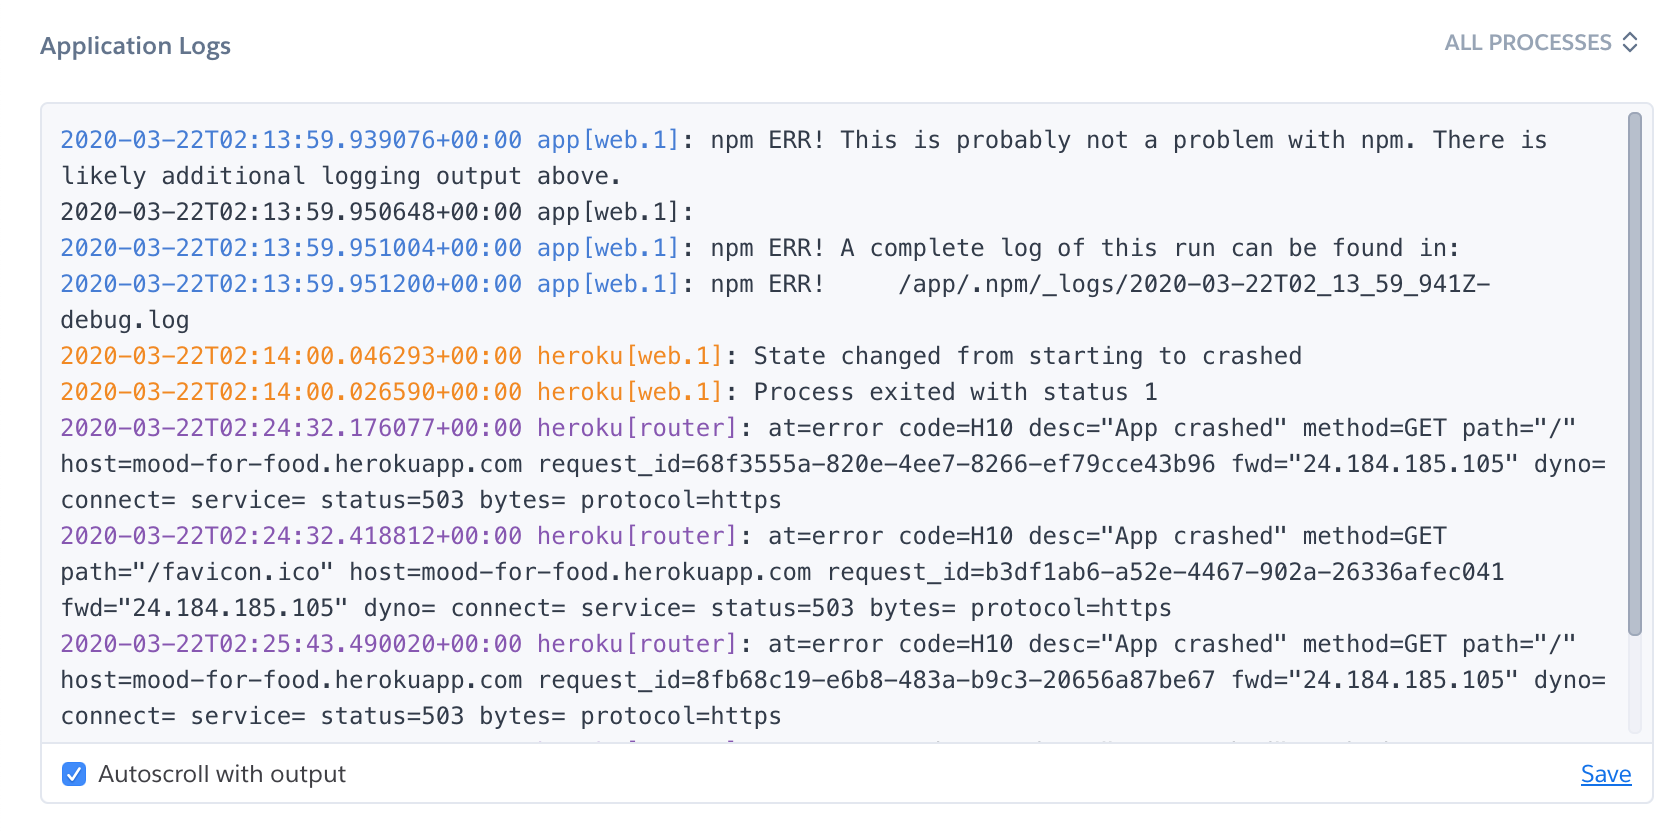 Application Logs
ALL PROCESSES
2020-03-22T02:13:59.939076+00:00 app[web.1]: npm ERR! This is probably not a problem with npm. There is
likely additional logging output above.
2020-03-22T02:13:59.950648+00:00 app[web.1]:
2020-03-22T02:13:59.951004+00:00 app[web.1]: npm ERR! A complete log of this run can be found in:
2020-03-22T02:13:59.951200+00:00 app[web.1]: npm ERR!     /app/.npm/_logs/2020-03-22T02_13_59_941Z-
debug.log
2020-03-22T02:14:00.046293+00:00 heroku[web.1]: State changed from starting to crashed
2020-03-22T02:14:00.026590+00:00 heroku[web.1]: Process exited with status 1
2020-03-22T02:24:32.176077+00:00 heroku[router]: at=error code=H10 desc="App crashed" method=GET path="/"
host=mood-for-food.herokuapp.com request_id=68f3555a-820e-4ee7-8266-ef79cce43b96 fwd="24.184.185.105" dyno=
connect= service= status=503 bytes= protocol=https
2020-03-22T02:24:32.418812+00:00 heroku[router]: at=error code=H10 desc="App crashed" method=GET
path="/favicon.ico" host=mood-for-food.herokuapp.com request_id=b3df1ab6-a52e-4467-902a-26336afec041
fwd="24.184.185.105" dyno= connect= service= status=503 bytes= protocol=https
2020-03-22T02:25:43.490020+00:00 heroku[router]: at=error code=H10 desc="App crashed" method=GET path="/"
host=mood-for-food.herokuapp.com request_id=8fb68c19-e6b8-483a-b9c3-20656a87be67 fwd="24.184.185.105" dyno=
connect= service= status=503 bytes= protocol=https
Autoscroll with output
Save